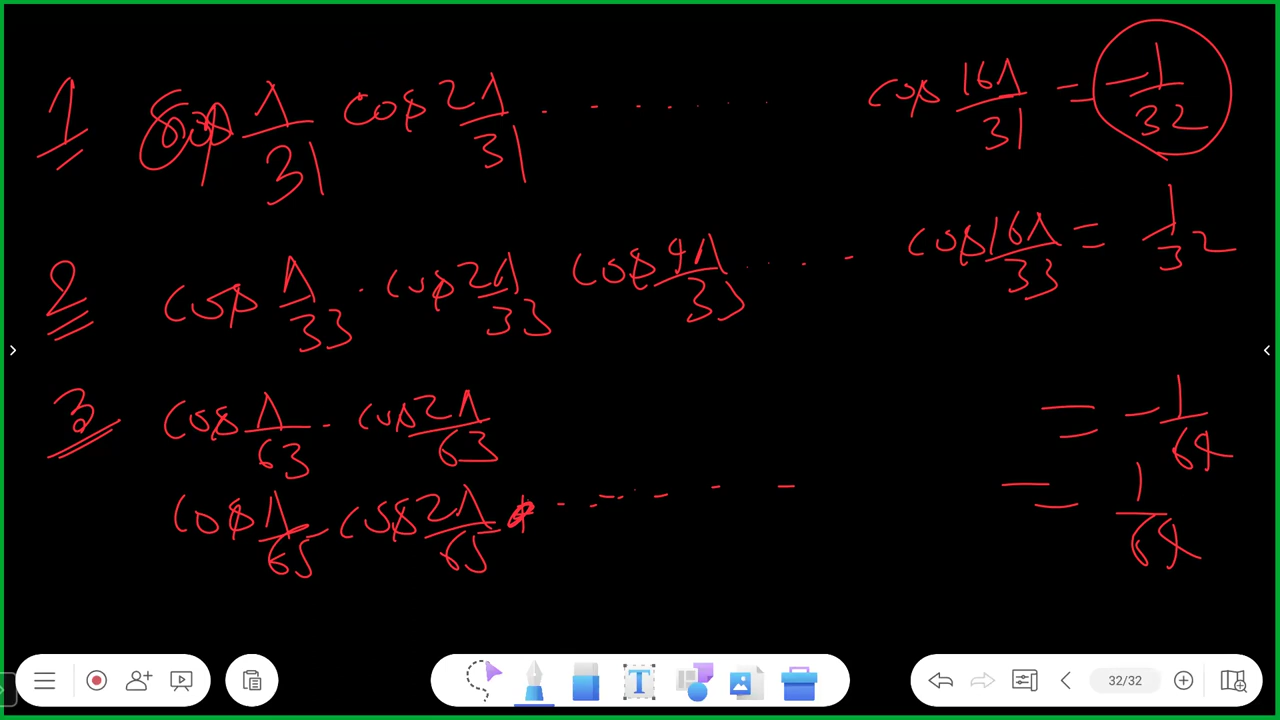 1 cos π/31 cos 2π/31 . - - - - . . cos 16π/31 = -1/32
2 cos π/33 . cos 2π/33 cos 4π/33 . . . . - cos 16π/33 = 1/32
3 cos π/63 . cos 2π/63 = -1/64
cos π/65 . cos 2π/65 . - - - - - - = 1/64
T
32/32